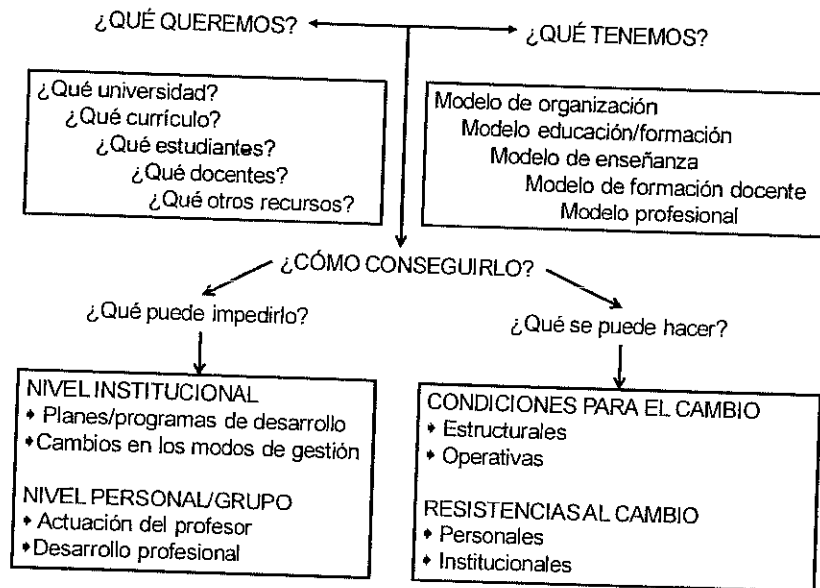 ¿QUÉ QUEREMOS?
¿QUÉ TENEMOS?
¿Qué universidad?
¿Qué currículo?
¿Qué estudiantes?
¿Qué docentes?
¿Qué otros recursos?
Modelo de organización
Modelo educación/formación
Modelo de enseñanza
Modelo de formación docente
Modelo profesional
¿CÓMO CONSEGUIRLO?
¿Qué puede impedirlo?
¿Qué se puede hacer?
NIVEL INSTITUCIONAL
♦ Planes/programas de desarrollo
♦Cambios en los modos de gestión
NIVEL PERSONAL/GRUPO
♦ Actuación del profesor
♦Desarrollo profesional
CONDICIONES PARA EL CAMBIO
♦ Estructurales
♦ Operativas
RESISTENCIAS AL CAMBIO
♦ Personales
♦ Institucionales